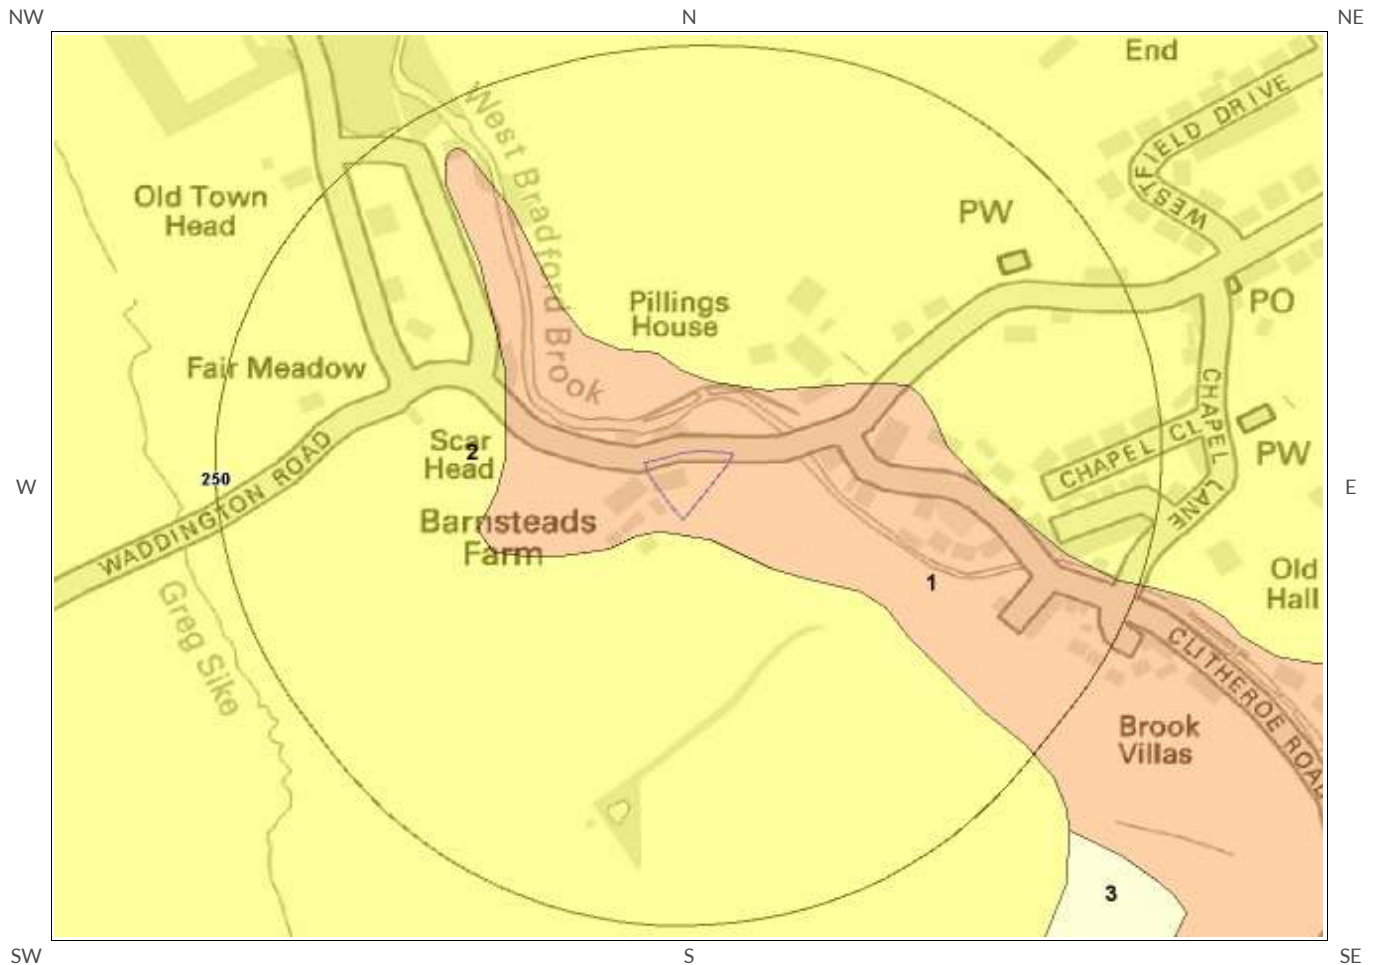 NW
N
NE
End
WESTFIELD DRIVE
West Bradford Brook
Old Town
Head
PW
PO
Pillings
House
Fair Meadow
CHAPEL LANE
Scar
Head
2
CHAPEL CL
PW
250
W
E
WADDINGTON ROAD
Barnsteads
Farm
1
Old
Hall
Greg Sike
CLITHEROE ROAD
Brook
Villas
3
SW
S
SE